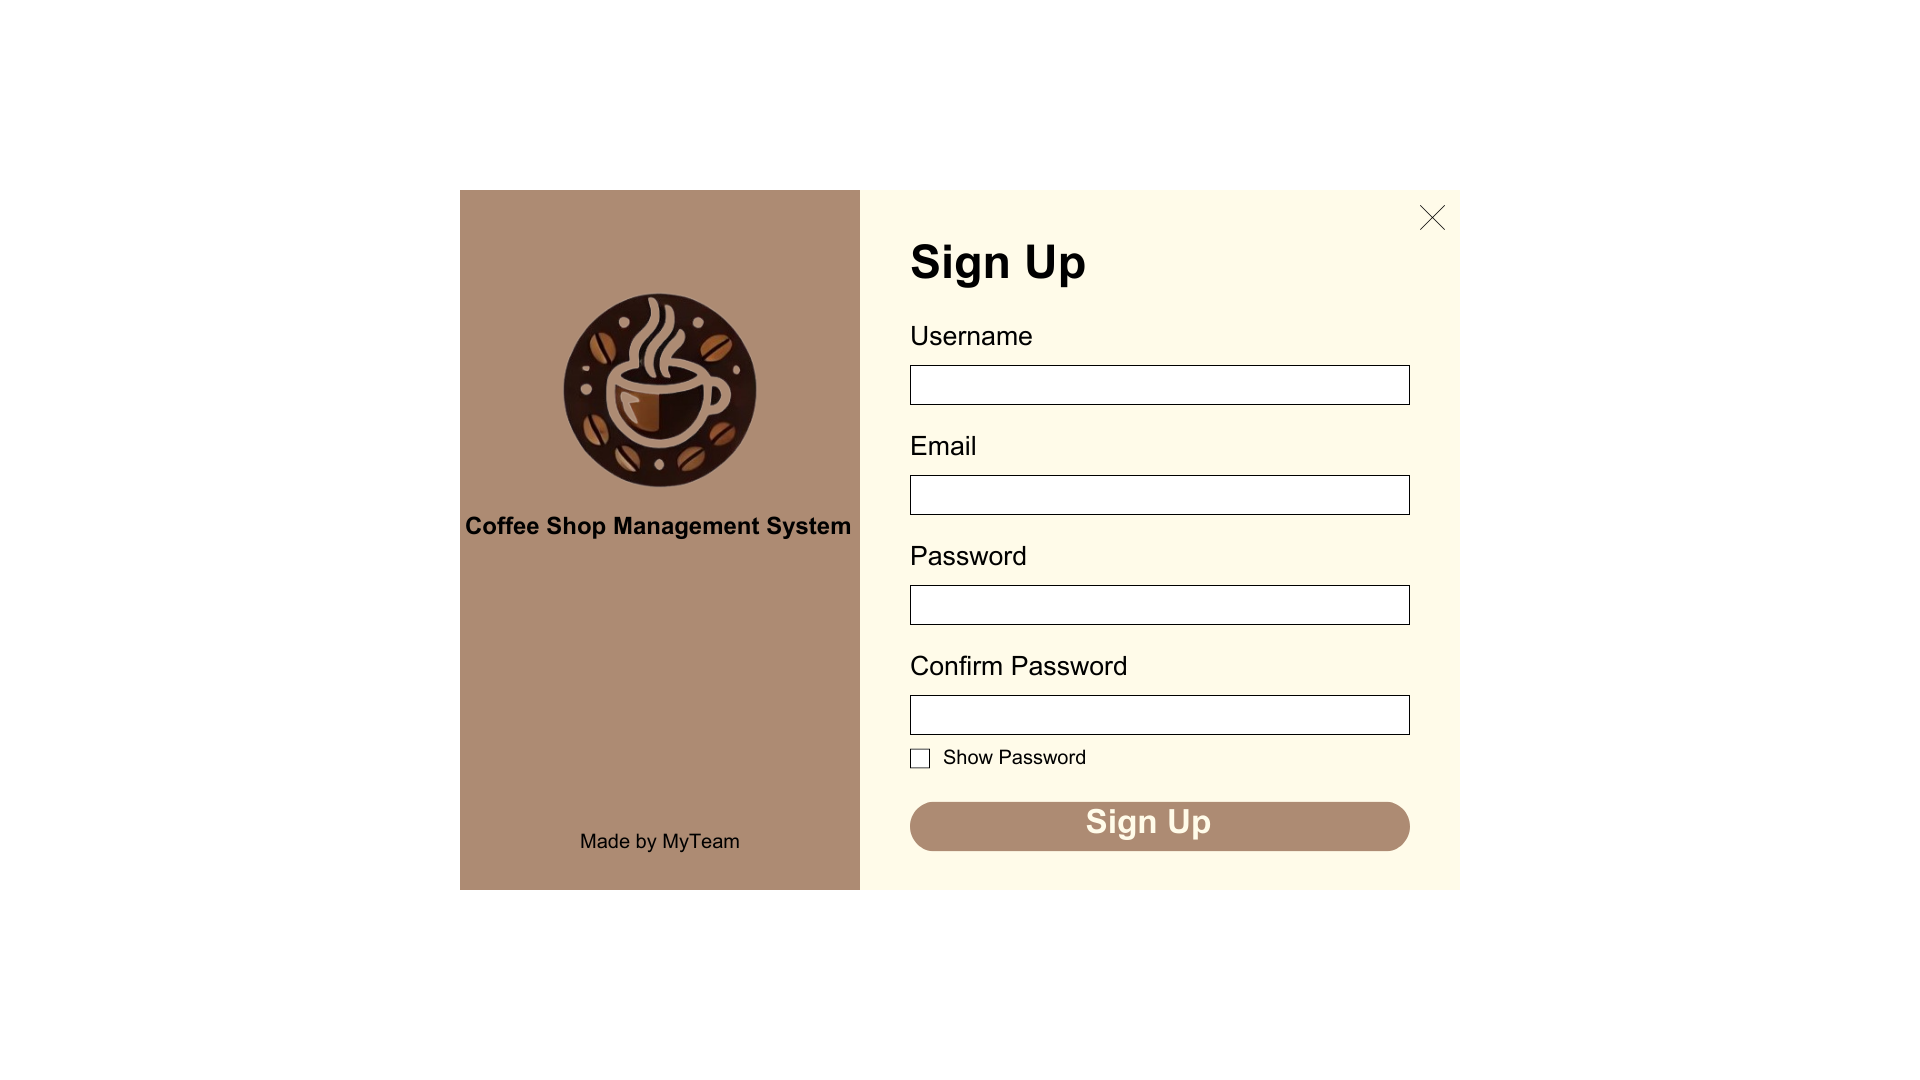 Coffee Shop Management System
Made by MyTeam
Sign Up
Username
Email
Password
Confirm Password
Show Password
Sign Up